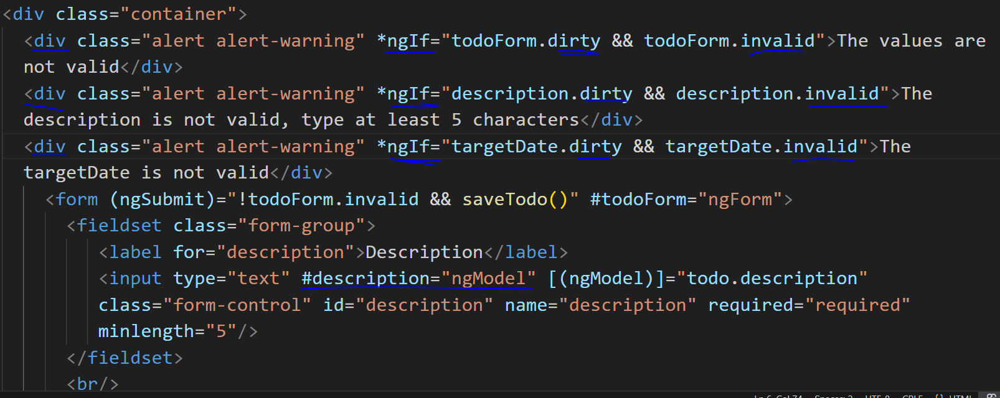 <div class="container">
<div class="alert alert-warning" *ngIf="todoForm.dirty && todoForm.invalid">The values are
not valid</div>
<div class="alert alert-warning" *ngIf="description.dirty && description.invalid">The
description is not valid, type at least 5 characters</div>
<div class="alert alert-warning" *ngIf="targetDate.dirty && targetDate.invalid">The
targetDate is not valid</div>
<form (ngSubmit)="!todoForm.invalid && saveTodo()" #todoForm="ngForm">
<fieldset class="form-group">
<label for="description">Description</label>
<input type="text" #description="ngModel" [(ngModel)]="todo.description"
class="form-control" id="description" name="description" required="required"
minlength="5"/>
</fieldset>
<br/>